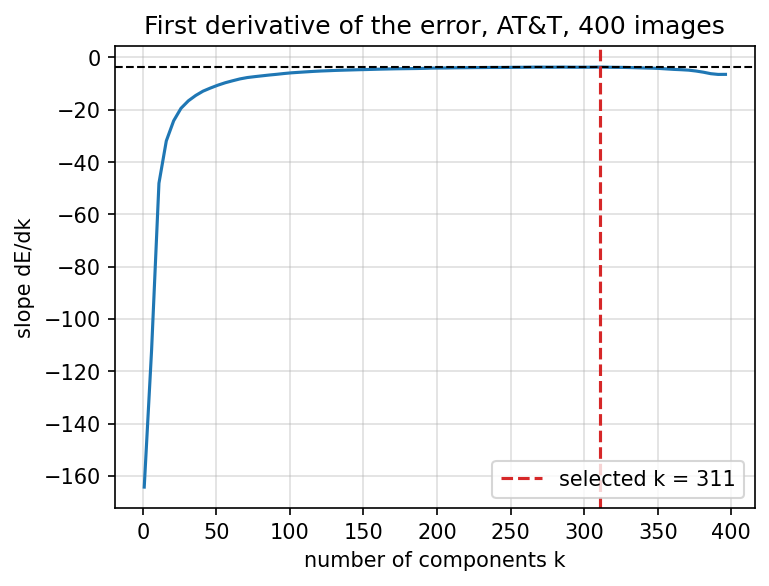 First derivative of the error, AT&T, 400 images
slope dE/dk
0
−20
−40
−60
−80
−100
−120
−140
−160
selected k = 311
0 50 100 150 200 250 300 350 400
number of components k